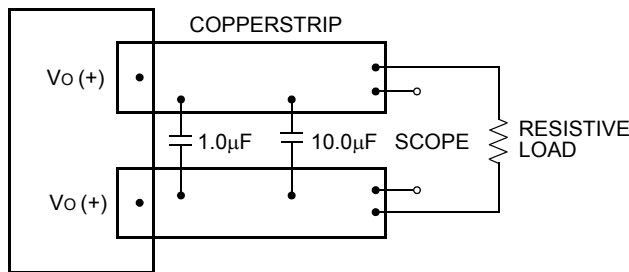 COPPERSTRIP
VO (+)
1.0μF
10.0μF
SCOPE
RESISTIVE
LOAD
VO (+)